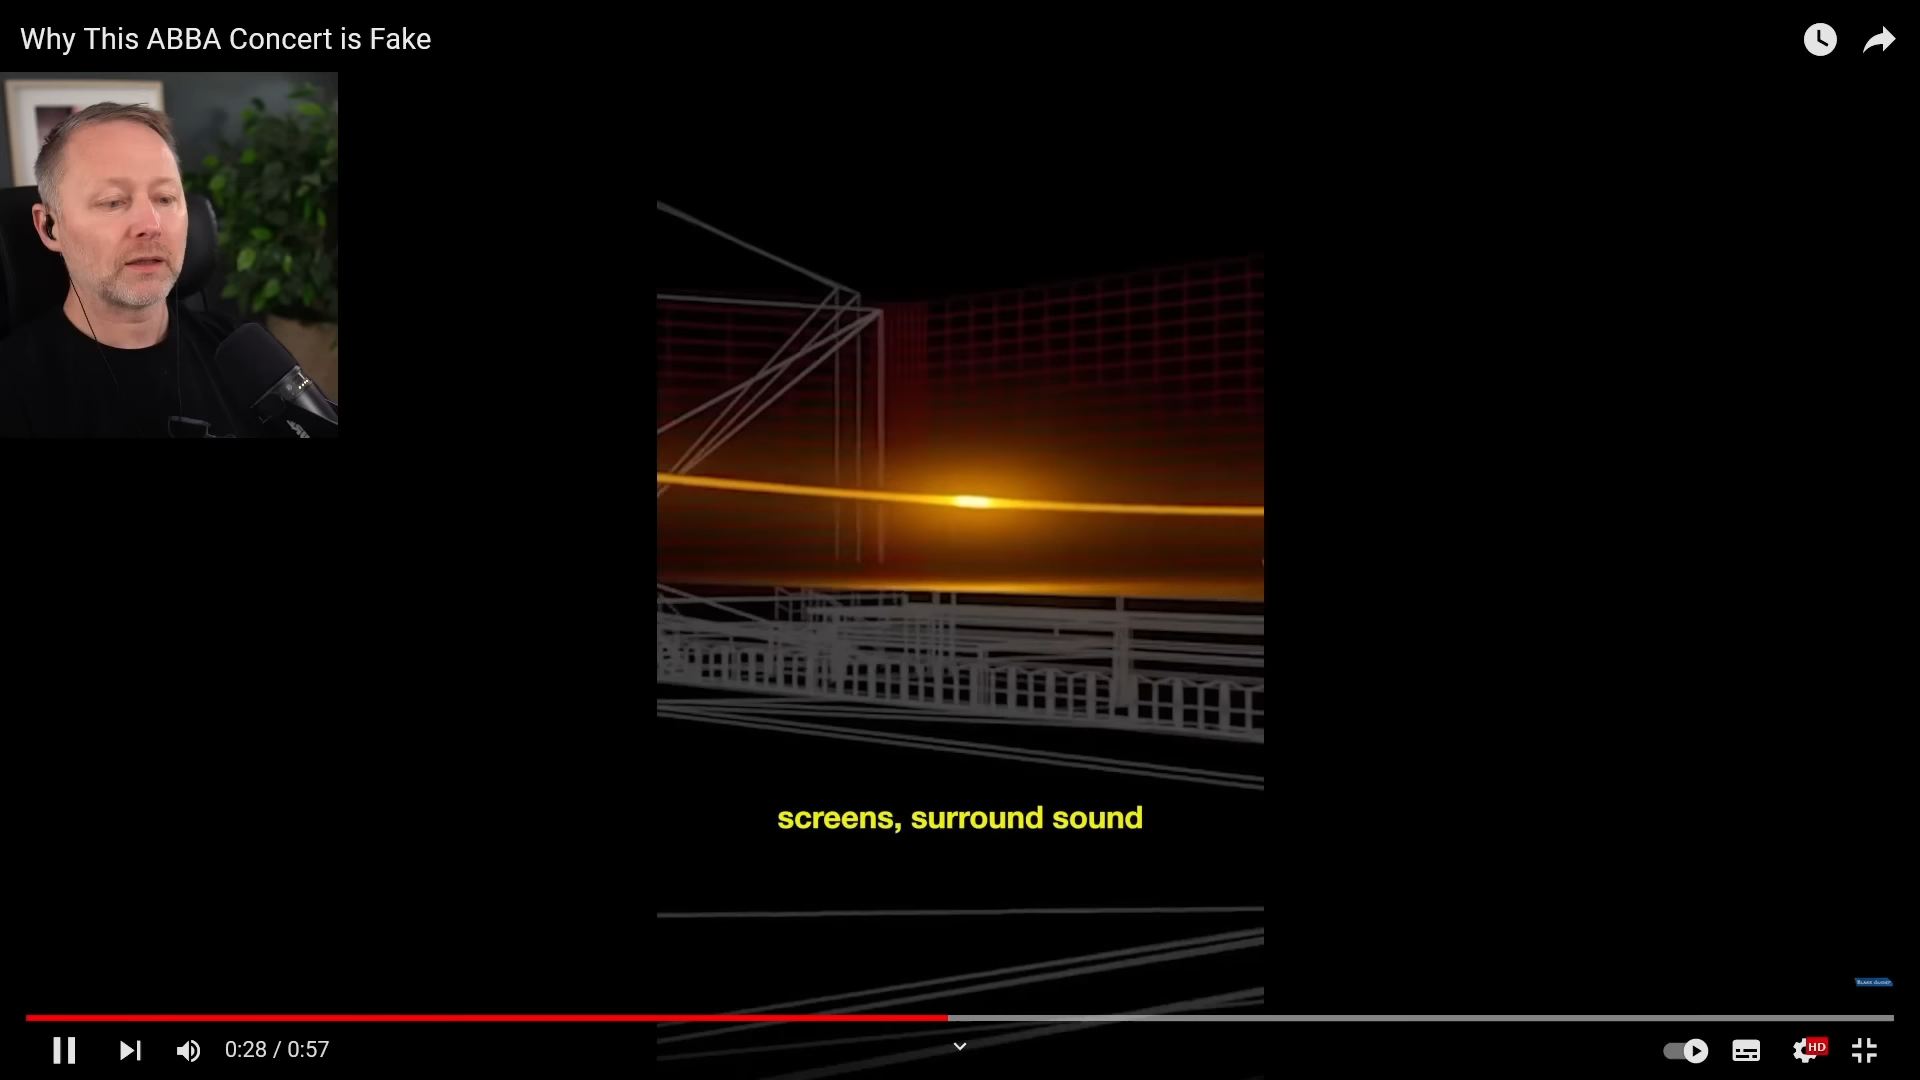 Why This ABBA Concert is Fake
screens, surround sound
0:28 / 0:57
HD